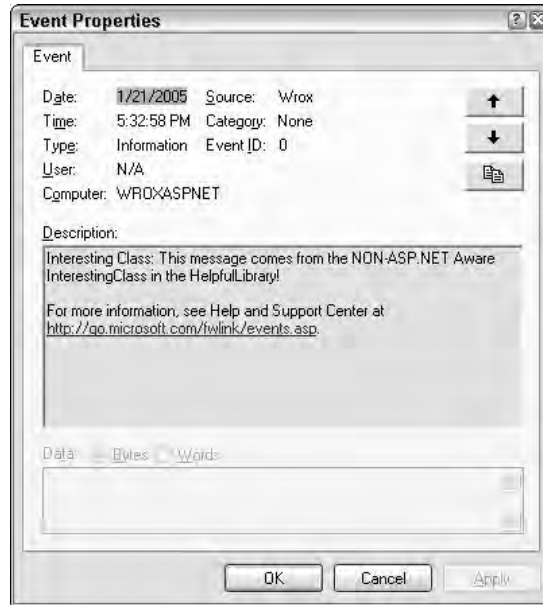 Event Properties
Event
Date: 1/21/2005 Source: Wrox
Time: 5:32:58 PM Category: None
Type: Information Event ID: 0
User: N/A
Computer: WROXASPNET
Description:
Interesting Class: This message comes from the NON-ASP.NET Aware
InterestingClass in the HelpfulLibrary!
For more information, see Help and Support Center at
http://go.microsoft.com/fwlink/events.asp.
Data: Bytes Words
OK Cancel Apply